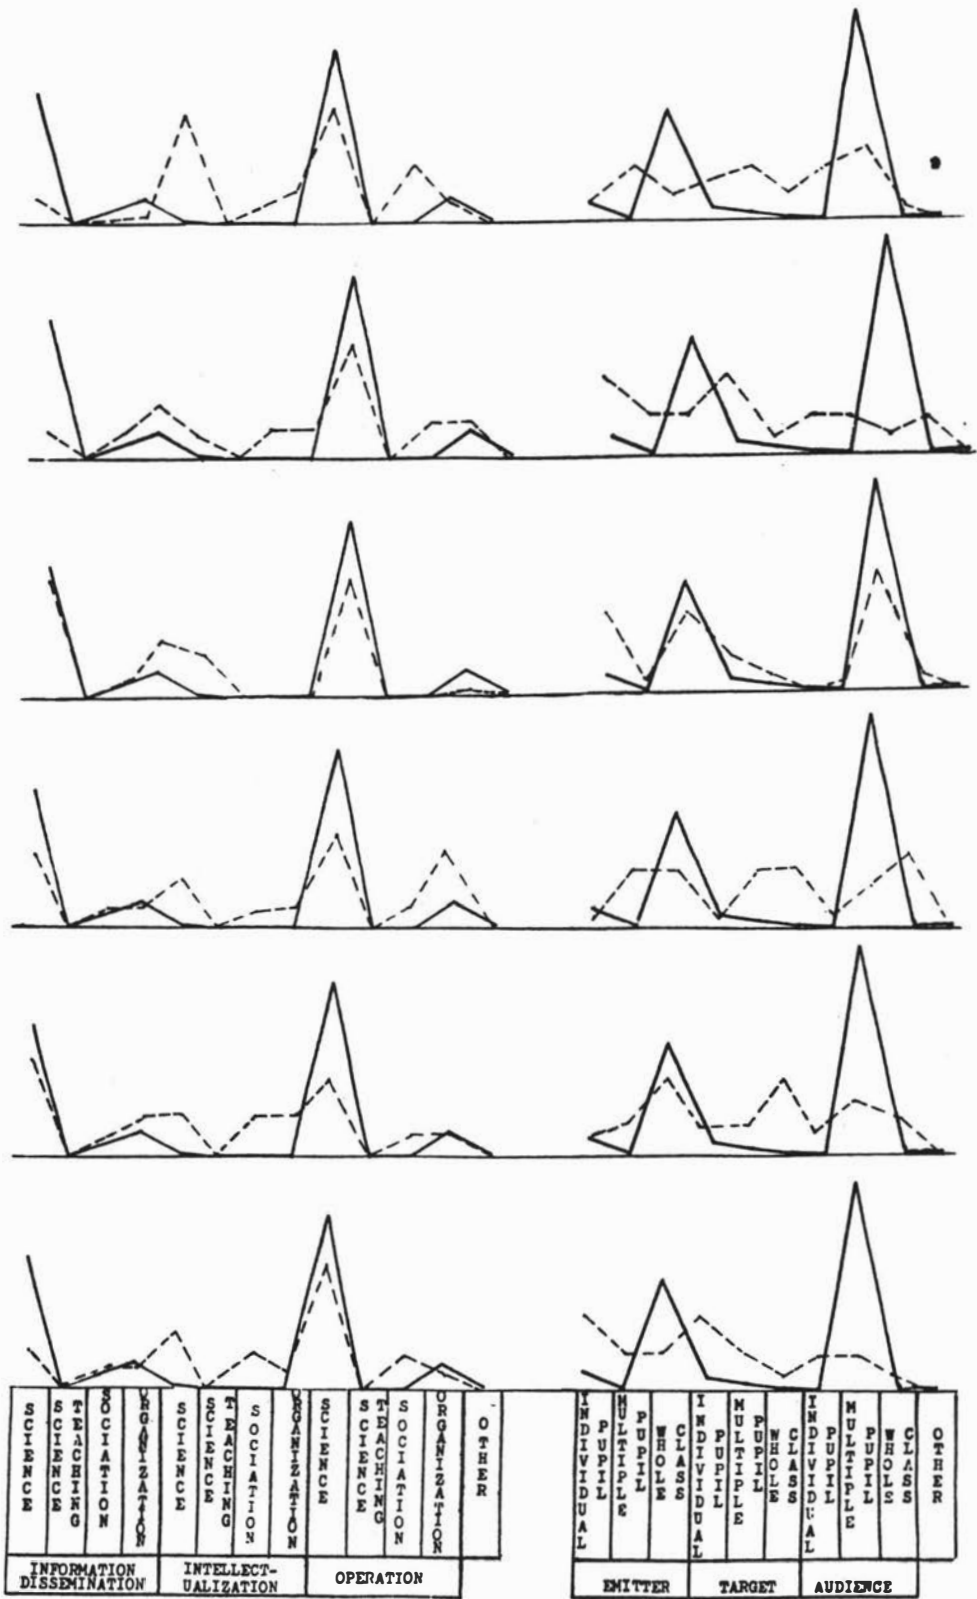 SCIENCE
SCIENCE
TEACHING
SOCIATION
ORGANIZATION
SCIENCE
SCIENCE
TEACHING
SOCIATION
ORGANIZATION
SCIENCE
SCIENCE
TEACHING
SOCIATION
ORGANIZATION
OTHER
INFORMATION
DISSEMINATION
INTELLECT-
UALIZATION
OPERATION
INDIVIDUAL
PUPIL
MULTIPLE
PUPIL
WHOLE
CLASS
INDIVIDUAL
PUPIL
MULTIPLE
PUPIL
WHOLE
CLASS
INDIVIDUAL
PUPIL
MULTIPLE
PUPIL
WHOLE
CLASS
OTHER
EMITTER
TARGET
AUDIENCE